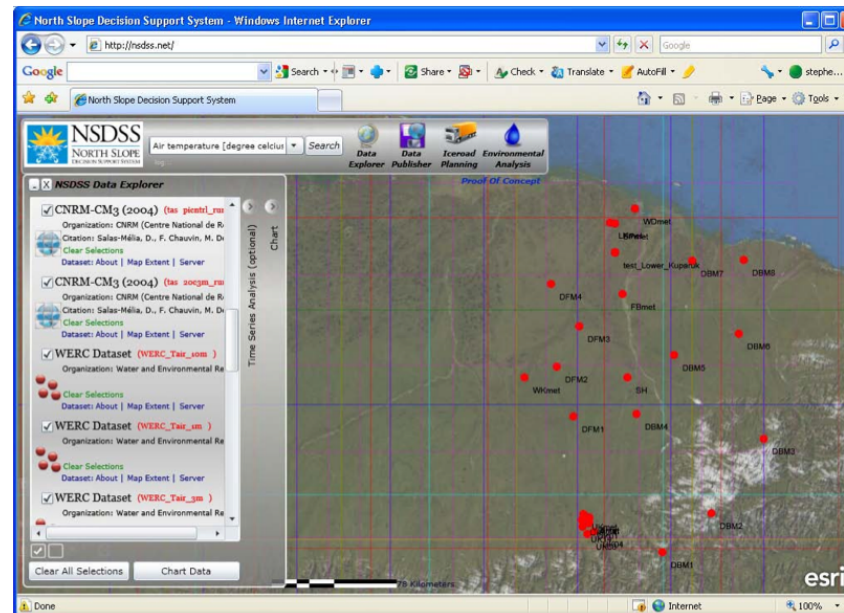 North Slope Decision Support System - Windows Internet Explorer
http://nsdss.net/
Google
Google
Search
Share
Check
Translate
AutoFill
stephe...
North Slope Decision Support System
Page
Tools
NSDSS
NORTH SLOPE
DECISION SUPPORT SYSTEM
Air temperature [degree celcius
Search
Data Explorer
Data Publisher
Iceroad Planning
Environmental Analysis
Proof Of Concept
NSDSS Data Explorer
CNRM-CM3 (2004)
Organization: CNRM (Centre National de Re
Citation: Salas-Mélia, D., F. Chauvin, M. De
Clear Selections
Dataset: About | Map Extent | Server
CNRM-CM3 (2004)
Organization: CNRM (Centre National de Re
Citation: Salas-Mélia, D., F. Chauvin, M. De
Clear Selections
Dataset: About | Map Extent | Server
WERC Dataset (WERC_Tair_10m )
Organization: Water and Environmental Re
Clear Selections
Dataset: About | Map Extent | Server
WERC Dataset (WERC_Tair_1m )
Organization: Water and Environmental Re
Clear Selections
Dataset: About | Map Extent | Server
WERC Dataset (WERC_Tair_3m )
Organization: Water and Environmental Re
Clear All Selections
Chart Data
Time Series Analysis (optional)
Chart
WDmet
test_Lower_Kuparuk
DBM7
DBM8
DFM4
FBmet
DFM3
DBM6
DBM5
DFM2
WKmet
SH
DFM1
DBM4
DBM3
DBM2
DBM1
Kilometers
esri
Done
Internet
100%